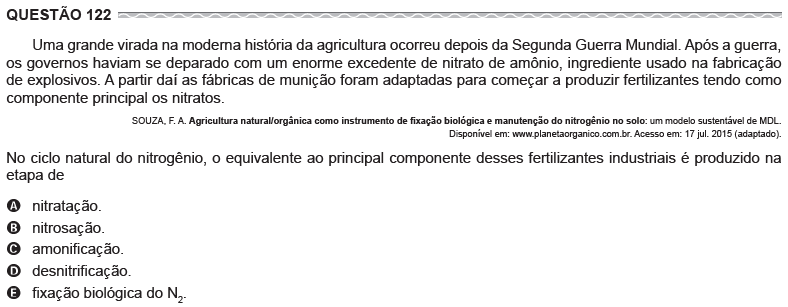 QUESTÃO 122
Uma grande virada na moderna história da agricultura ocorreu depois da Segunda Guerra Mundial. Após a guerra,
os governos haviam se deparado com um enorme excedente de nitrato de amônio, ingrediente usado na fabricação
de explosivos. A partir daí as fábricas de munição foram adaptadas para começar a produzir fertilizantes tendo como
componente principal os nitratos.
SOUZA, F. A. Agricultura natural/orgânica como instrumento de fixação biológica e manutenção do nitrogênio no solo: um modelo sustentável de MDL.
Disponível em: www.planetaorganico.com.br. Acesso em: 17 jul. 2015 (adaptado).
No ciclo natural do nitrogênio, o equivalente ao principal componente desses fertilizantes industriais é produzido na
etapa de
A nitratação.
B nitrosação.
C amonificação.
D desnitrificação.
E fixação biológica do N₂.